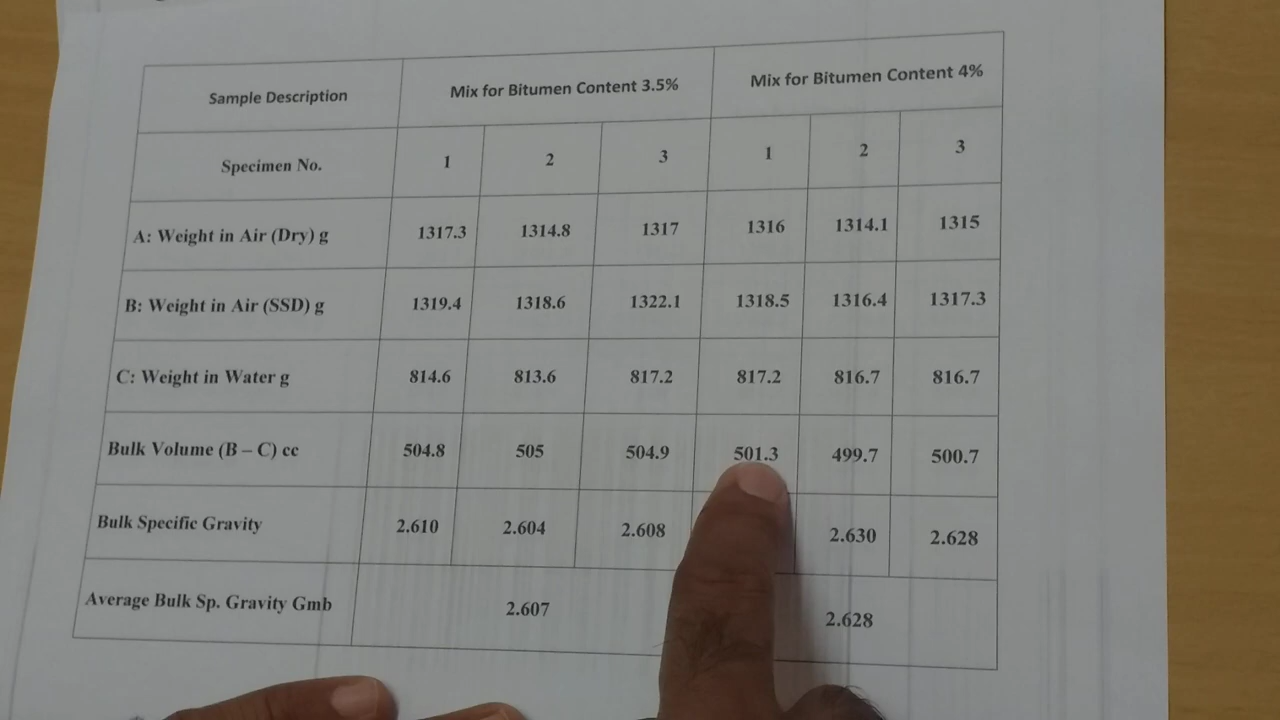 Sample Description Mix for Bitumen Content 3.5% Mix for Bitumen Content 4%
Specimen No. 1 2 3 1 2 3
A: Weight in Air (Dry) g 1317.3 1314.8 1317 1316 1314.1 1315
B: Weight in Air (SSD) g 1319.4 1318.6 1322.1 1318.5 1316.4 1317.3
C: Weight in Water g 814.6 813.6 817.2 817.2 816.7 816.7
Bulk Volume (B – C) cc 504.8 505 504.9 501.3 499.7 500.7
Bulk Specific Gravity 2.610 2.604 2.608 2.630 2.628
Average Bulk Sp. Gravity Gmb 2.607 2.628